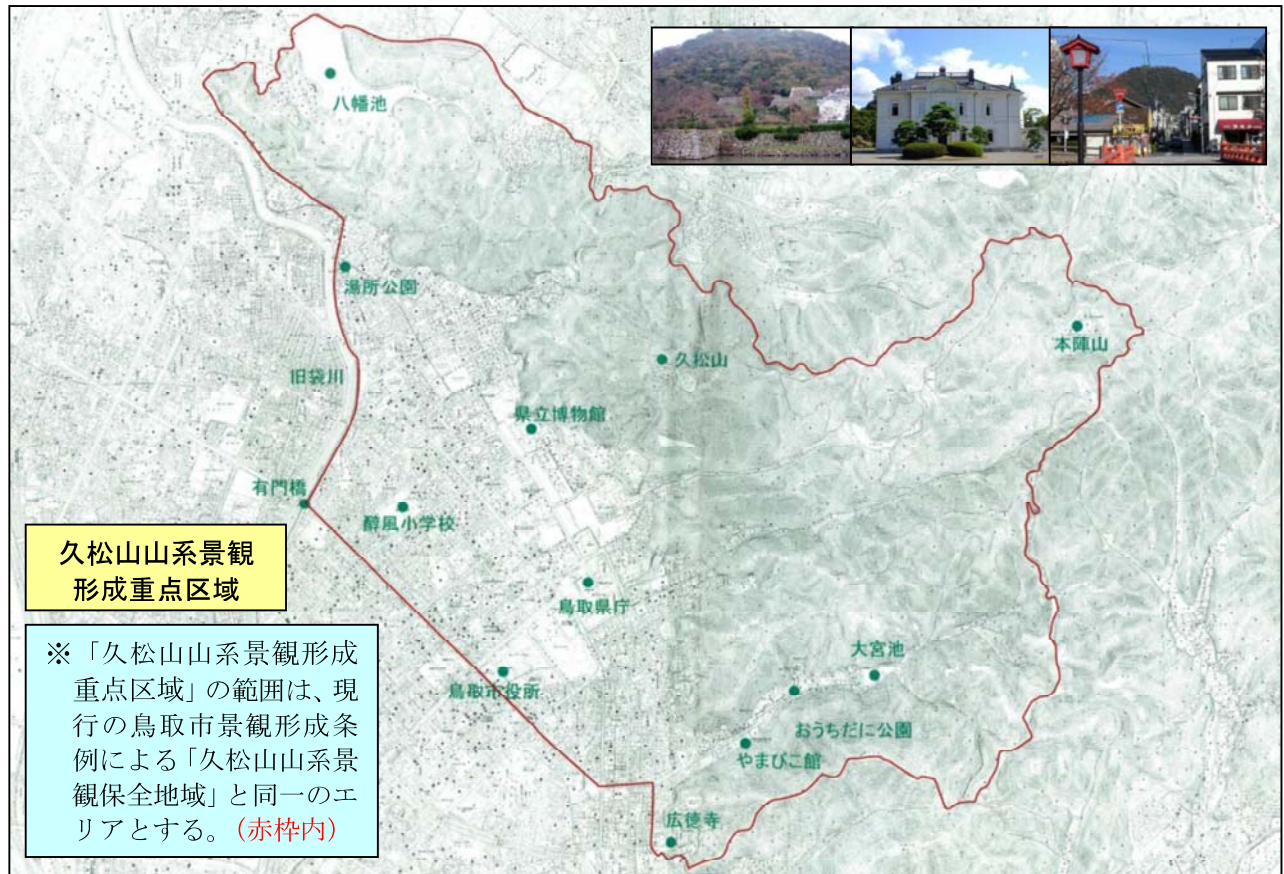 八幡池
湯所公園
旧袋川
久松山
本陣山
県立博物館
有門橋
醇風小学校
久松山山系景観
形成重点区域
鳥取県庁
※「久松山山系景観形成
重点区域」の範囲は、現
行の鳥取市景観形成条
例による「久松山山系景
観保全地域」と同一のエ
リアとする。(赤枠内)
鳥取市役所
大宮池
おうちだに公園
やまびこ館
広徳寺